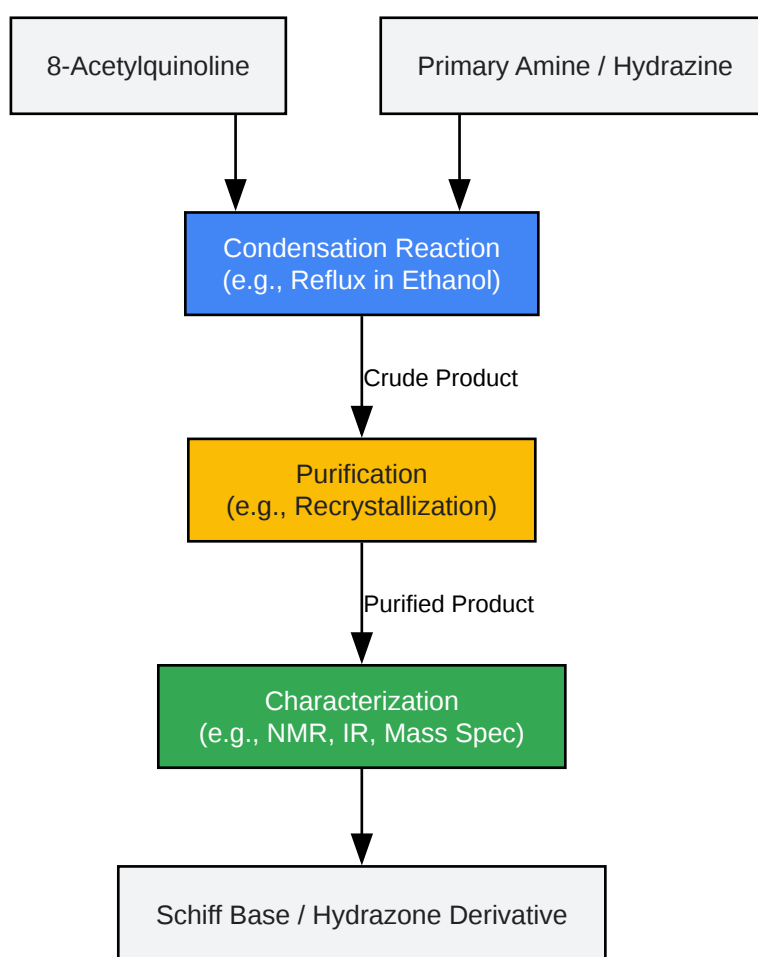 8-Acetylquinoline
Primary Amine / Hydrazine
Condensation Reaction
(e.g., Reflux in Ethanol)
Crude Product
Purification
(e.g., Recrystallization)
Purified Product
Characterization
(e.g., NMR, IR, Mass Spec)
Schiff Base / Hydrazone Derivative